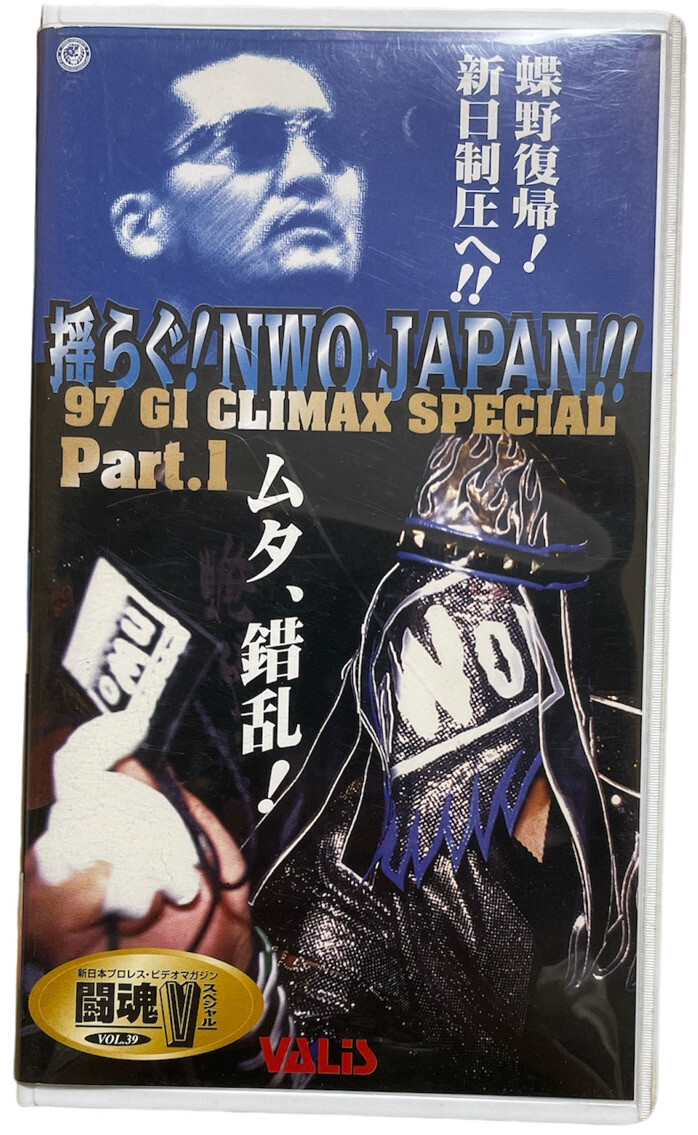 蝶野復帰!
新日制圧へ!!
揺らぐ!NWO JAPAN!!
97 G1 CLIMAX SPECIAL
Part.1
ムタ、錯乱!
nWo
NWO
新日本プロレス・ビデオマガジン
闘魂Vスペシャル
VOL.39
VALiS